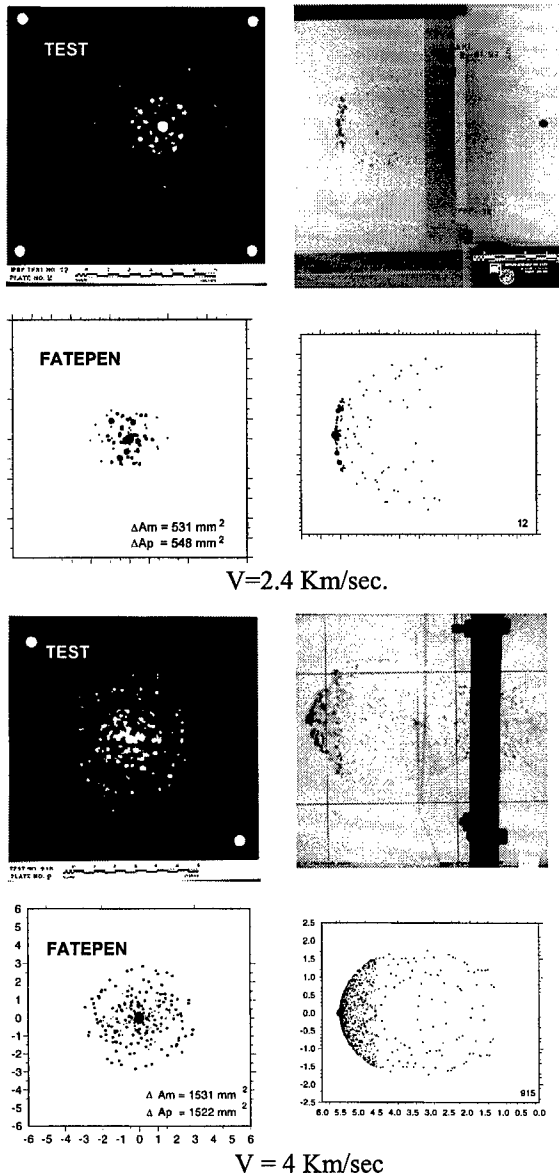 TEST
PLATE NO.
FATEPEN
ΔAm = 531 mm²
ΔAp = 548 mm²
12
V=2.4 Km/sec.
TEST
PLATE NO.
6
5
4
3
2
1
0
-1
-2
-3
-4
-5
-6
FATEPEN
Δ Am = 1531 mm²
Δ Ap = 1522 mm²
-6 -5 -4 -3 -2 -1 0 1 2 3 4 5 6
2.5
2.0
1.5
1.0
0.5
0.0
-0.5
-1.0
-1.5
-2.0
-2.5
915
6.0 5.5 5.0 4.5 4.0 3.5 3.0 2.5 2.0 1.5 1.0 0.5 0.0
V = 4 Km/sec